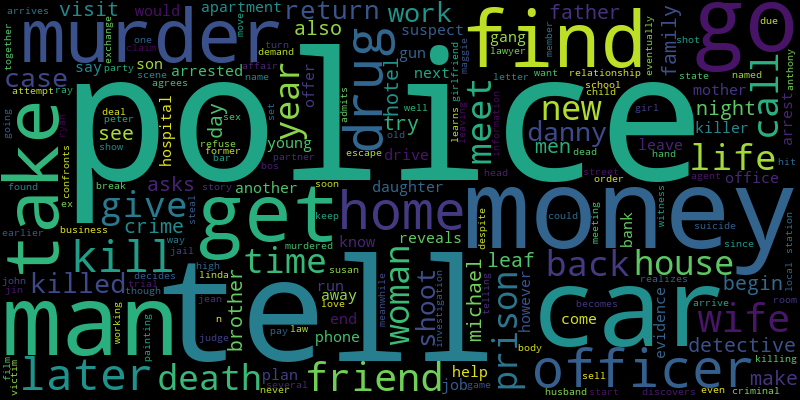 arrives visit would apartment return work father find go
murder also suspect gang lawyer shot due
together exchange move one claim
case say son arrested offer hotel gun member family
attempt ray party scene agrees demand turn affair name
police drug year meet call
going deal peter see hospital day sex refuse former bar young try next drive old
learns girlfriend maggie letter leaving information well
want relationship school child girl state named mother anthony
new night danny killer arrest men dead leave hand life hit
take confronts show ryan admits set partner escape
found break ex asks story bos another soon daughter head street order agent office
business give steal reveals keep despite
earlier crime murdered know get home money
way kill time woman leaf meeting could bank witness suicide since local station
john killed jail decides high linda brother susan run away michael back house begin
jin trial though jean love meanwhile shoot investigation telling however realizes room
man tell car wife
working painting n pay law phone end prison becomes come evidence arrive
film victim judge plan several never friend job help game body officer detective
later death husband sell start discovers even criminal make killing eventually